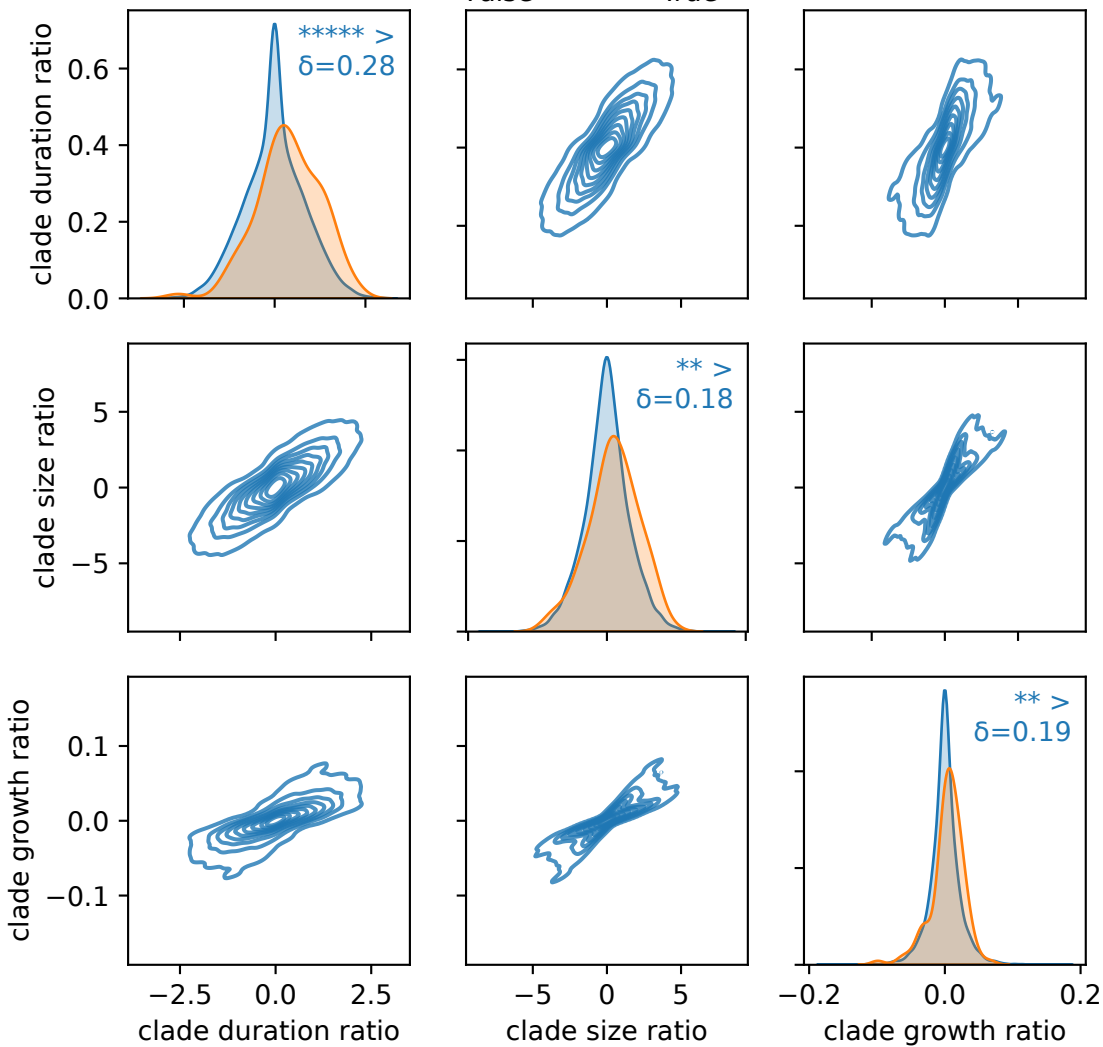 clade duration ratio
0.6
0.4
0.2
0.0
***** >
δ=0.28
clade size ratio
5
0
−5
** >
δ=0.18
clade growth ratio
0.1
0.0
−0.1
** >
δ=0.19
−2.5 0.0 2.5
−5 0 5
−0.2 0.0 0.2
clade duration ratio
clade size ratio
clade growth ratio